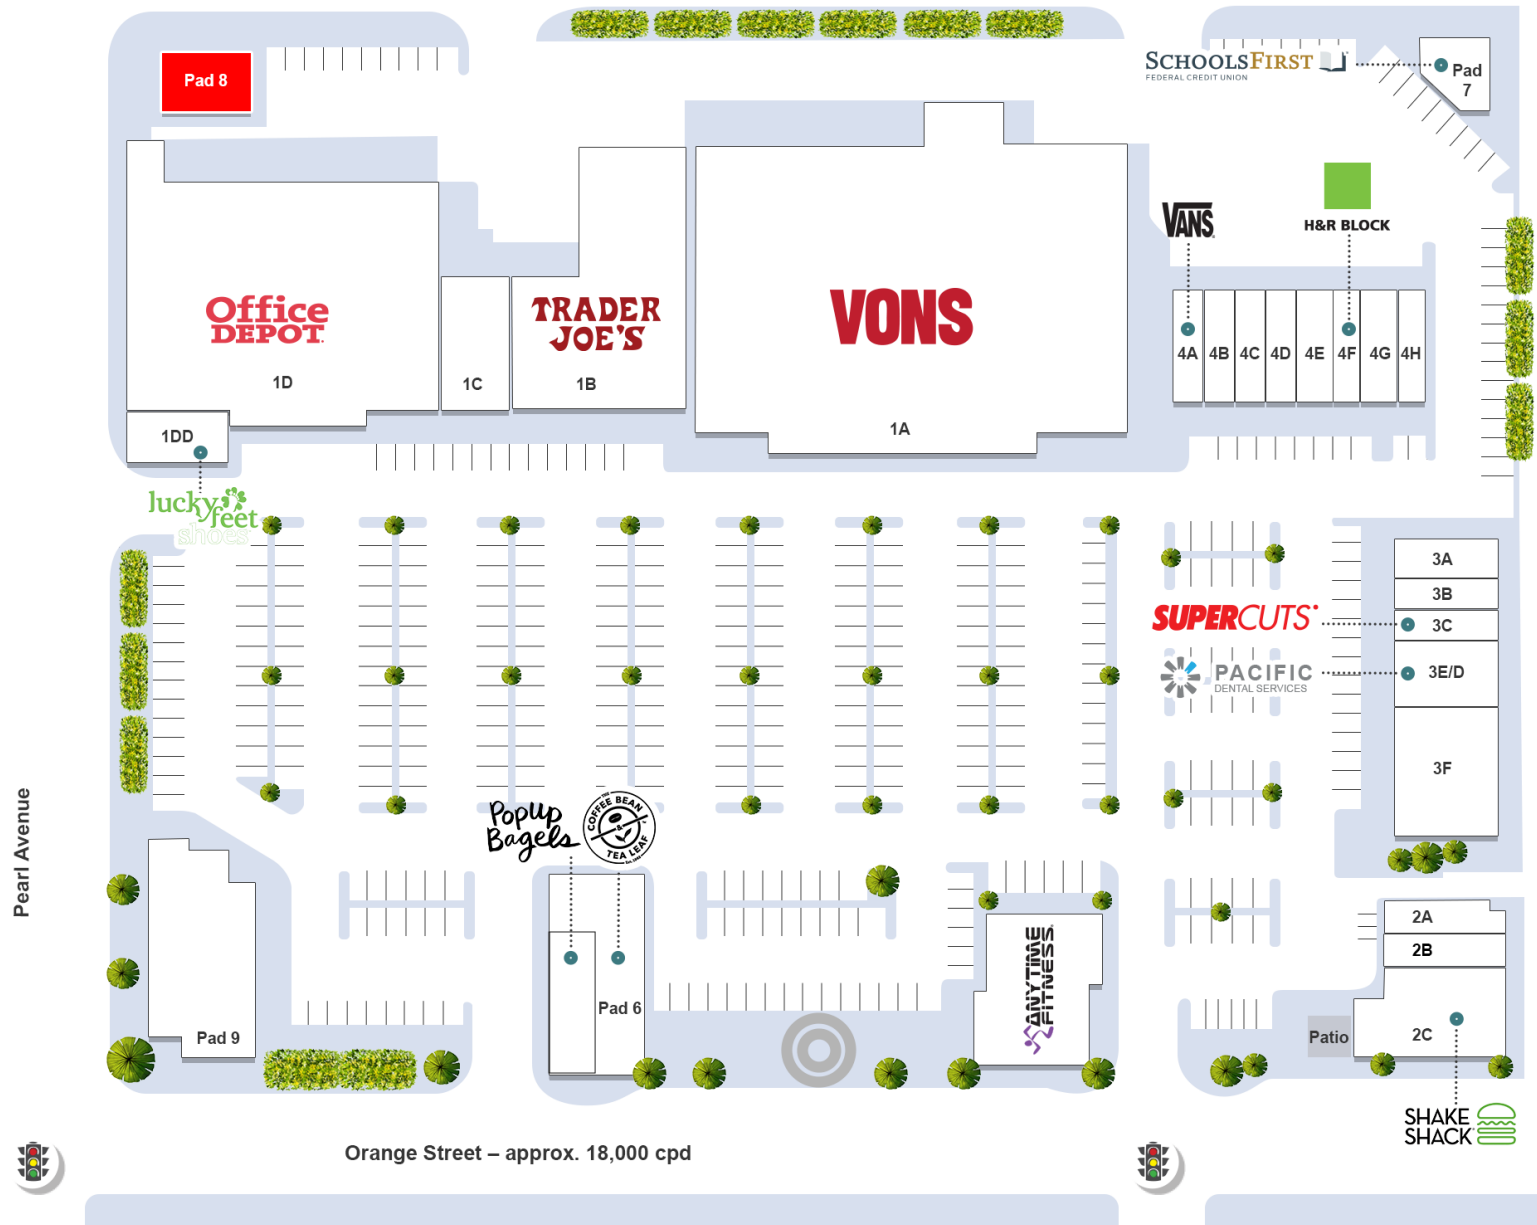 Pad 8
SCHOOLSFIRST
FEDERAL CREDIT UNION
Pad
7
VANS
H&R BLOCK
Office
DEPOT
1D
1C
TRADER
JOE'S
1B
VONS
1A
4A
4B
4C
4D
4E
4F
4G
4H
1DD
lucky
feet
shoes
3A
3B
SUPERCUTS
3C
PACIFIC
DENTAL SERVICES
3E/D
3F
Pearl Avenue
PopUp
Bagels
THE
COFFEE BEAN
&
TEA LEAF
Pad 6
Pad 9
ANYTIME
FITNESS
2A
2B
2C
Patio
SHAKE
SHACK
Orange Street – approx. 18,000 cpd